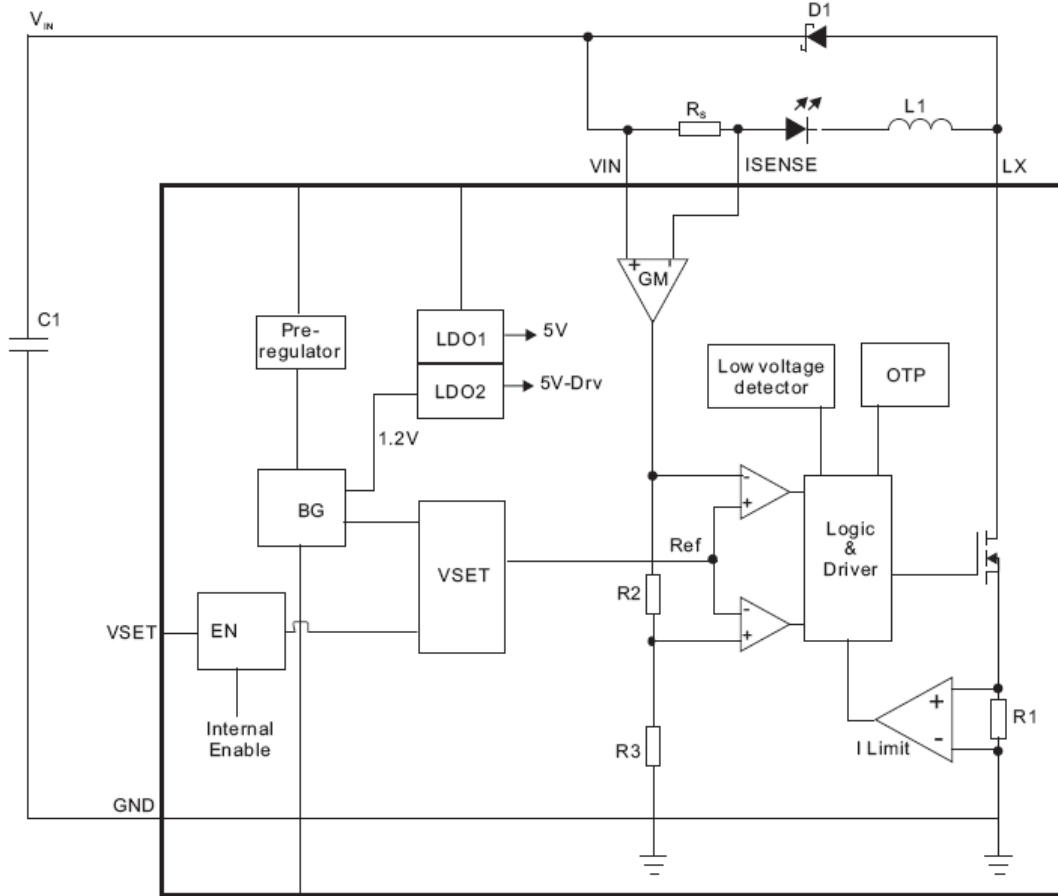 D1
VIN
Rs
L1
VIN
ISENSE
LX
+ -
GM
C1
Pre-
regulator
LDO1
5V
LDO2
5V-Drv
1.2V
Low voltage
detector
OTP
BG
VSET
Ref
-
+
Logic
&
Driver
R2
-
+
VSET
EN
Internal
Enable
R3
+
-
I Limit
R1
GND